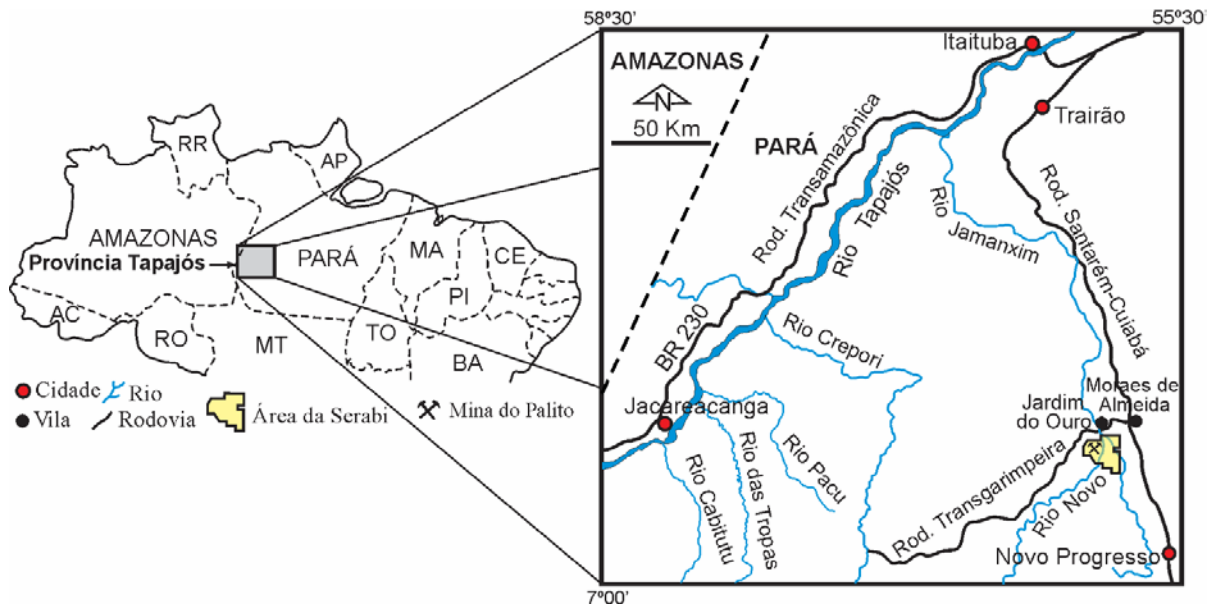 RR
AP
AMAZONAS
Província Tapajós
PARÁ
MA
CE
PI
AC
RO
MT
TO
BA
Cidade
Rio
Vila
Rodovia
Área da Serabi
Mina do Palito
58º30'
55º30'
AMAZONAS
N
50 Km
PARÁ
Itaituba
Trairão
Rod. Transamazônica
Rio Tapajós
Rio
Jamanxim
Rod. Santarém-Cuiabá
BR 230
Rio Crepori
Jacareacanga
Moraes de
Almeida
Jardim
do Ouro
Rio Cabitutu
Rio das Tropas
Rio Pacu
Rod. Transgarimpeira
Rio Novo
Novo Progresso
7º00'